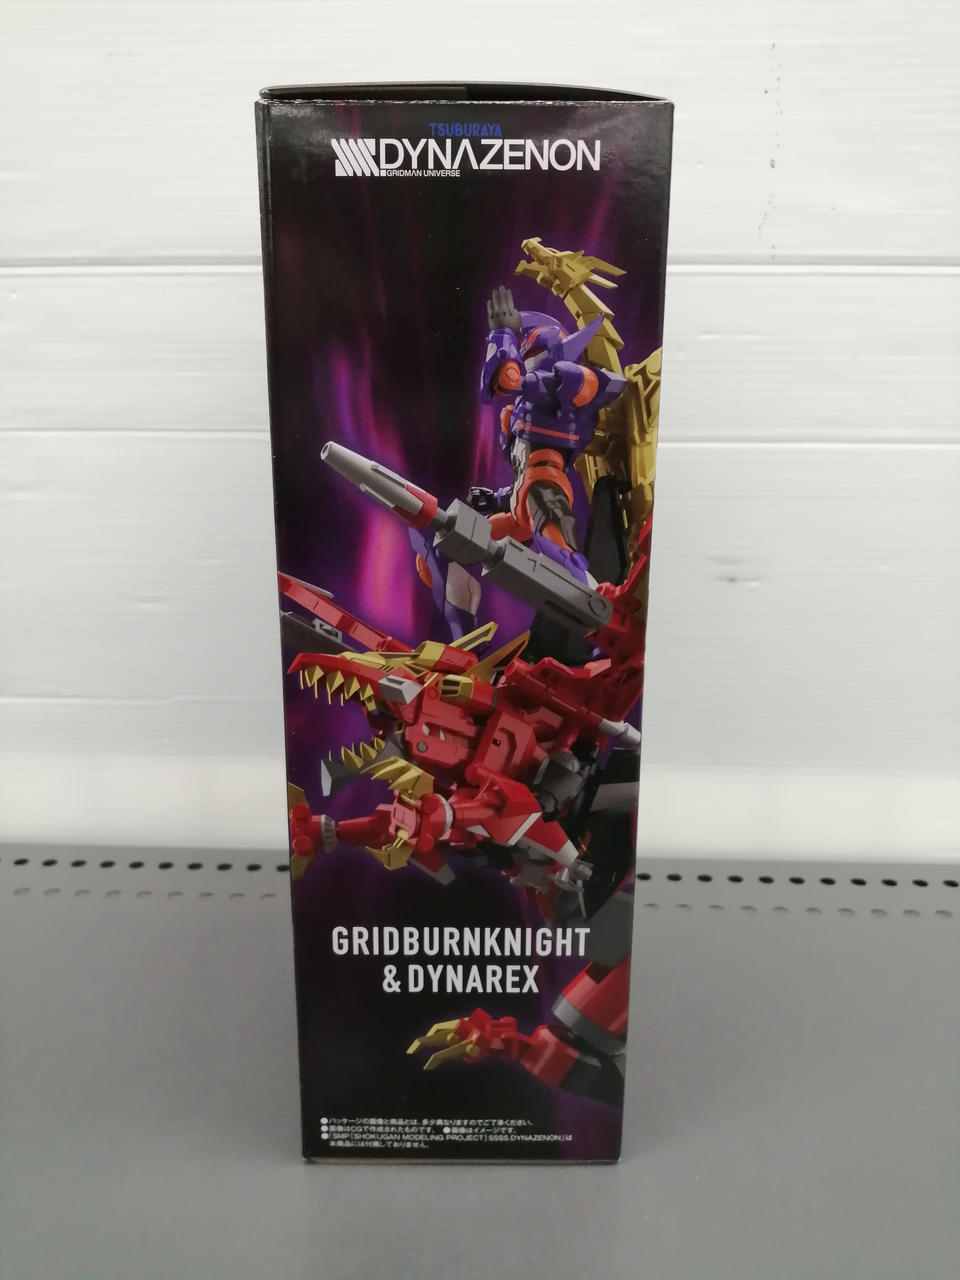 TSUBURAYA
DYNAZENON
GRIDMAN UNIVERSE
GRIDBURNKNIGHT
& DYNAREX
●パッケージの画像と商品とは、多少異なりますのでご了承ください。
●画像はCGで作成されたものです。 ●画像はイメージです。
●「SMP [SHOKUGAN MODELING PROJECT] SSSS.DYNAZENON」は
本商品には付属しておりません。